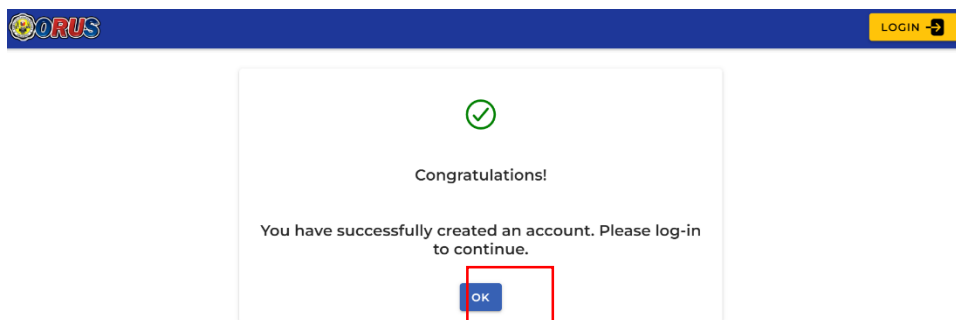 ORUS
LOGIN
Congratulations!
You have successfully created an account. Please log-in
to continue.
OK